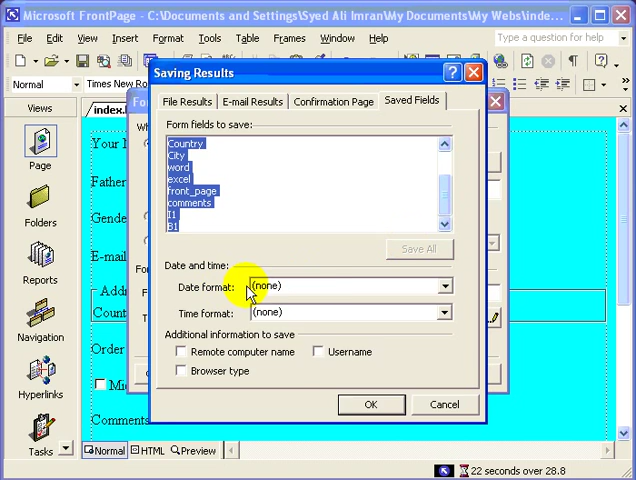 Microsoft FrontPage - C:\Documents and Settings\Syed Ali Imran\My Documents\My Webs\inde...
File Edit View Insert Format Tools Table Frames Window Help
Type a question for help
Normal Times New Ro
Views
index.
Page
Folders
Reports
Navigation
Hyperlinks
Tasks
Saving Results
File Results E-mail Results Confirmation Page Saved Fields
Form fields to save:
Country
City
word
excel
front_page
comments
I1
B1
Save All
Date and time:
Date format: (none)
Time format: (none)
Additional information to save
Remote computer name Username
Browser type
OK Cancel
Your
Father
Gende
E-mail
Addr
Count
Order
Mi
Comments
Normal HTML Preview
22 seconds over 28.8